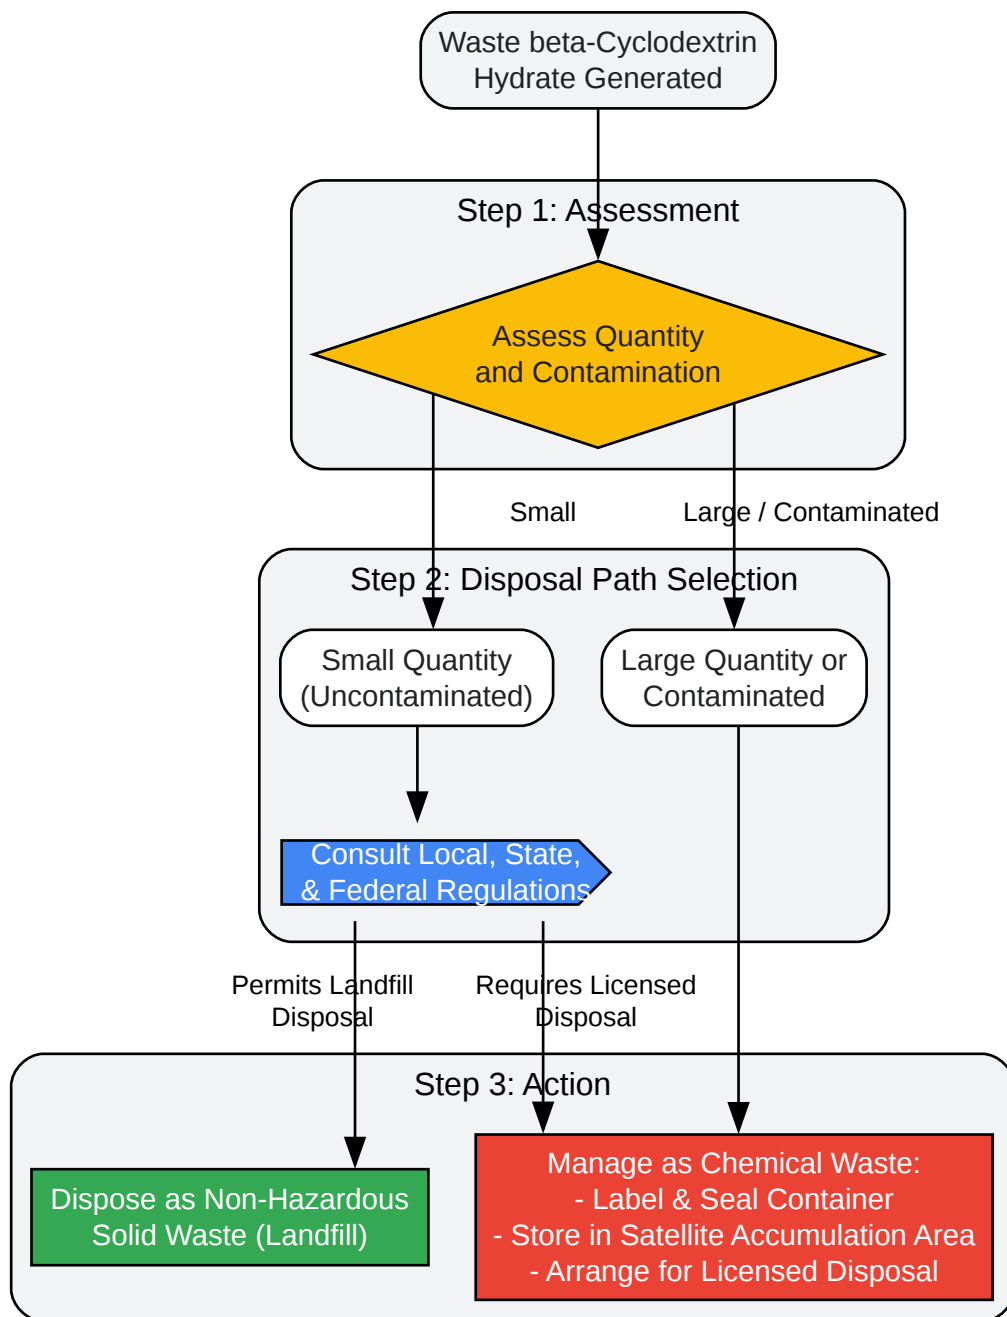 Waste beta-Cyclodextrin
Hydrate Generated
Step 1: Assessment
Assess Quantity
and Contamination
Small
Large / Contaminated
Step 2: Disposal Path Selection
Small Quantity
(Uncontaminated)
Large Quantity or
Contaminated
Consult Local, State,
& Federal Regulations
Permits Landfill
Disposal
Requires Licensed
Disposal
Step 3: Action
Dispose as Non-Hazardous
Solid Waste (Landfill)
Manage as Chemical Waste:
- Label & Seal Container
- Store in Satellite Accumulation Area
- Arrange for Licensed Disposal